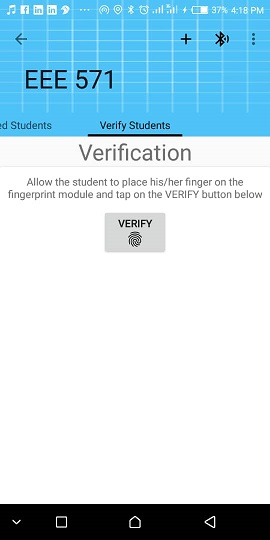 37% 4:18 PM
EEE 571
ed Students
Verify Students
Verification
Allow the student to place his/her finger on the
fingerprint module and tap on the VERIFY button below
VERIFY